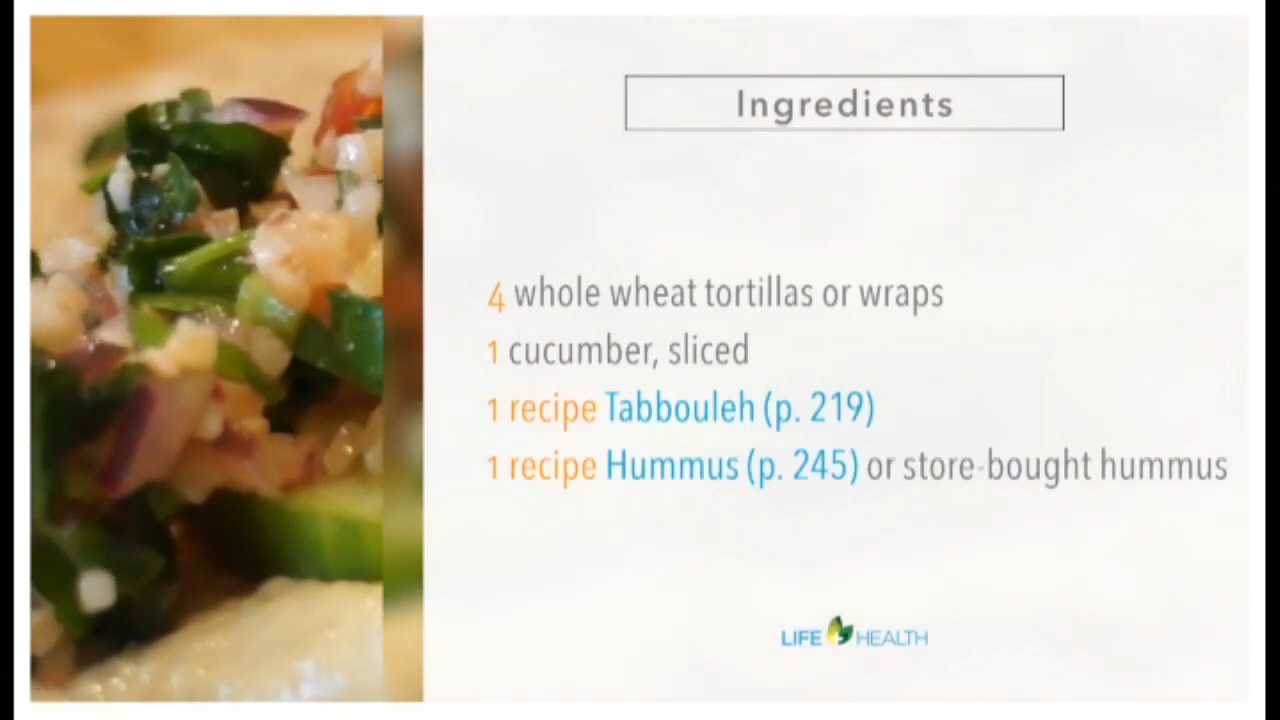 Ingredients
4 whole wheat tortillas or wraps
1 cucumber, sliced
1 recipe Tabbouleh (p. 219)
1 recipe Hummus (p. 245) or store-bought hummus
LIFE HEALTH